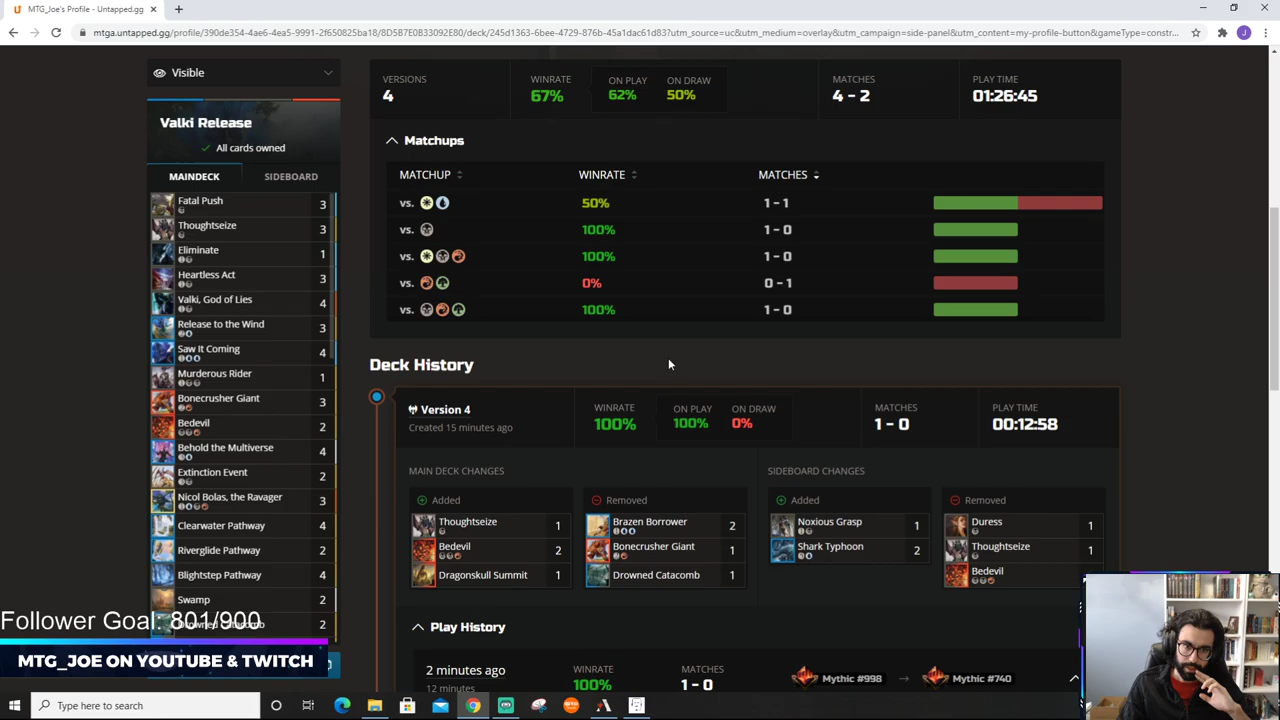 MTG_Joe's Profile - Untapped.gg
mtga.untapped.gg/profile/390de354-4ae6-4ea5-9991-2f650825ba18/8D5B7E0B33092E80/deck/245d1363-6bee-4729-876b-45a1dac61d83?utm_source=uc&utm_medium=overlay&utm_campaign=side-panel&utm_content=my-profile-button&gameType=constr...
Visible
Valki Release
All cards owned
MAINDECK SIDEBOARD
Fatal Push 3
Thoughtseize 3
Eliminate 1
Heartless Act 3
Valki, God of Lies 4
Release to the Wind 3
Saw It Coming 4
Murderous Rider 1
Bonecrusher Giant 3
Bedevil 2
Behold the Multiverse 4
Extinction Event 2
Nicol Bolas, the Ravager 3
Clearwater Pathway 4
Riverglide Pathway 2
Blightstep Pathway 4
Swamp 2
Drowned Catacomb 2
VERSIONS WINRATE ON PLAY ON DRAW MATCHES PLAY TIME
4 67% 62% 50% 4 - 2 01:26:45
Matchups
MATCHUP WINRATE MATCHES
vs. 50% 1 - 1
vs. 100% 1 - 0
vs. 100% 1 - 0
vs. 0% 0 - 1
vs. 100% 1 - 0
Deck History
Version 4
Created 15 minutes ago
WINRATE ON PLAY ON DRAW MATCHES PLAY TIME
100% 100% 0% 1 - 0 00:12:58
MAIN DECK CHANGES SIDEBOARD CHANGES
Added Removed Added Removed
Thoughtseize 1 Brazen Borrower 2 Noxious Grasp 1 Duress 1
Bedevil 2 Bonecrusher Giant 1 Shark Typhoon 2 Thoughtseize 1
Dragonskull Summit 1 Drowned Catacomb 1 Bedevil 1
Play History
2 minutes ago WINRATE MATCHES
12 minutes 100% 1 - 0 Mythic #998 → Mythic #740
Follower Goal: 801/900
MTG_JOE ON YOUTUBE & TWITCH
Type here to search